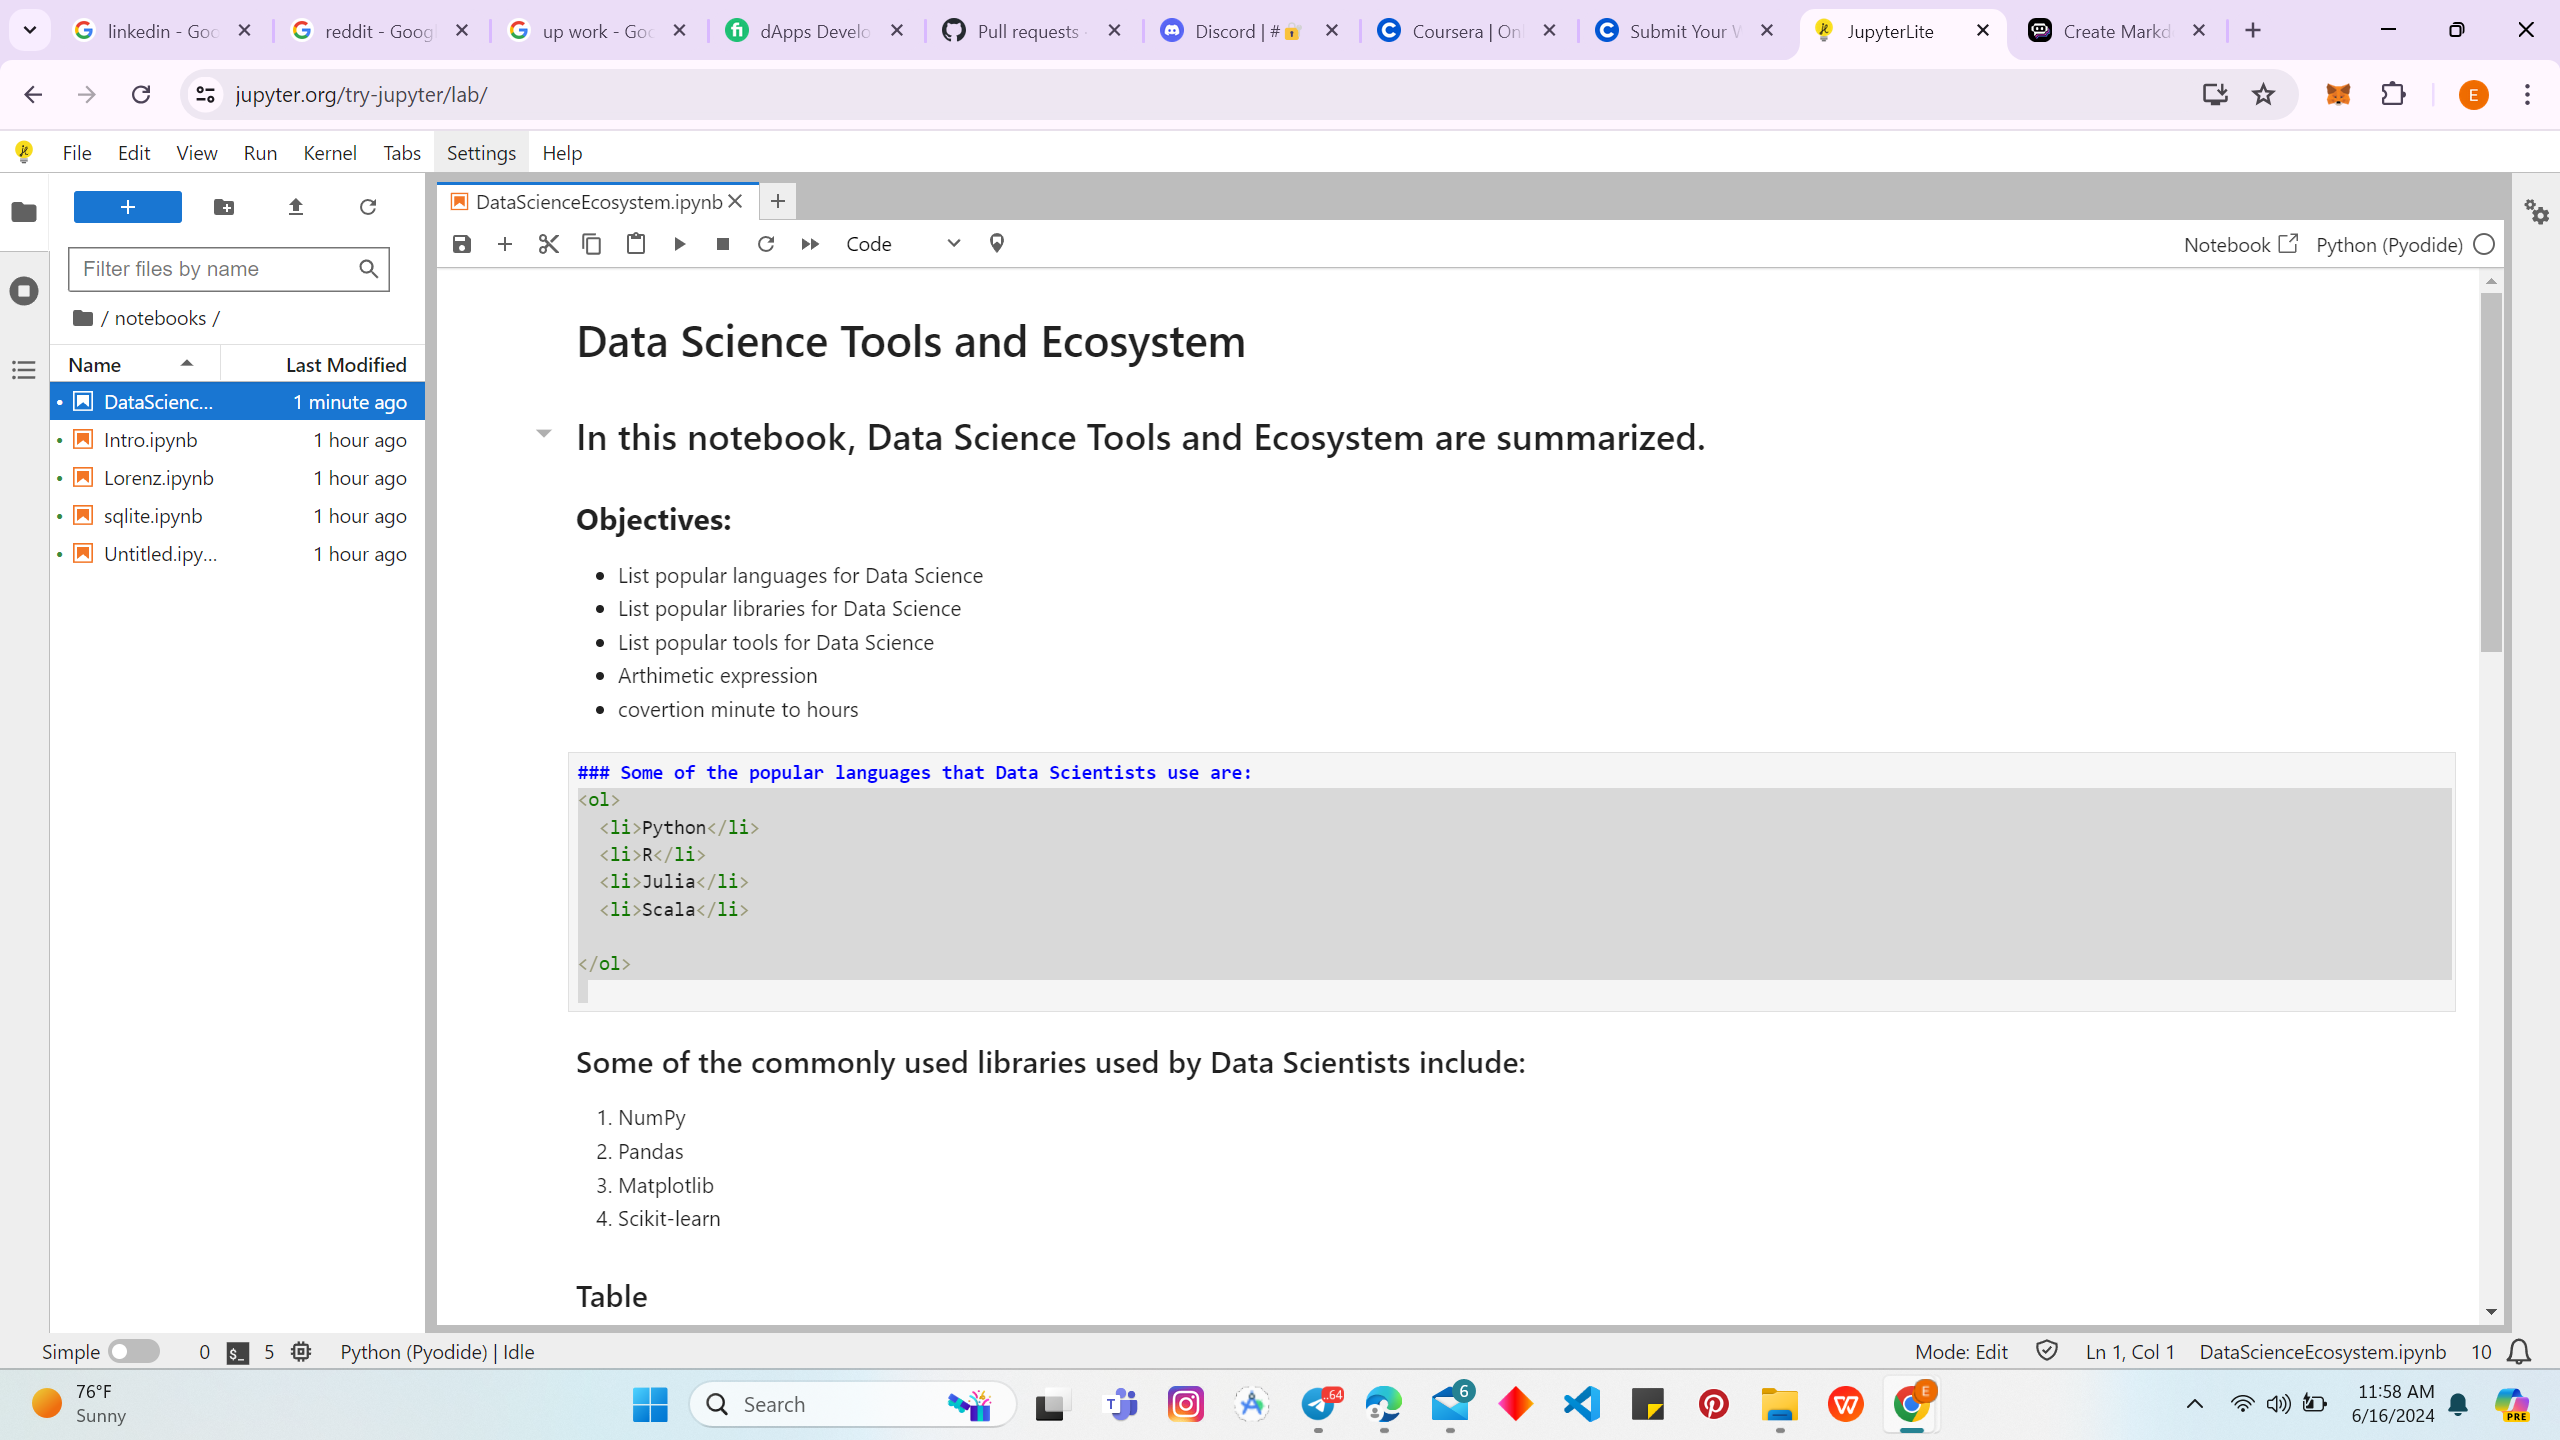 linkedin - Goo
reddit - Googl
up work - Goo
dApps Develo
Pull requests
Discord | #
Coursera | Onl
Submit Your W
JupyterLite
Create Markd
jupyter.org/try-jupyter/lab/
E
File Edit View Run Kernel Tabs Settings Help
DataScienceEcosystem.ipynb
Code
Notebook
Python (Pyodide)
Filter files by name
/ notebooks /
Name Last Modified
DataScienc... 1 minute ago
Intro.ipynb 1 hour ago
Lorenz.ipynb 1 hour ago
sqlite.ipynb 1 hour ago
Untitled.ipy... 1 hour ago
Data Science Tools and Ecosystem
In this notebook, Data Science Tools and Ecosystem are summarized.
Objectives:
• List popular languages for Data Science
• List popular libraries for Data Science
• List popular tools for Data Science
• Arthimetic expression
• covertion minute to hours
### Some of the popular languages that Data Scientists use are:
<ol>
<li>Python</li>
<li>R</li>
<li>Julia</li>
<li>Scala</li>
</ol>
Some of the commonly used libraries used by Data Scientists include:
1. NumPy
2. Pandas
3. Matplotlib
4. Scikit-learn
Table
Simple 0 $_ 5 Python (Pyodide) | Idle
Mode: Edit Ln 1, Col 1 DataScienceEcosystem.ipynb 10
76°F
Sunny
Search
..64
6
E
11:58 AM
6/16/2024
PRE